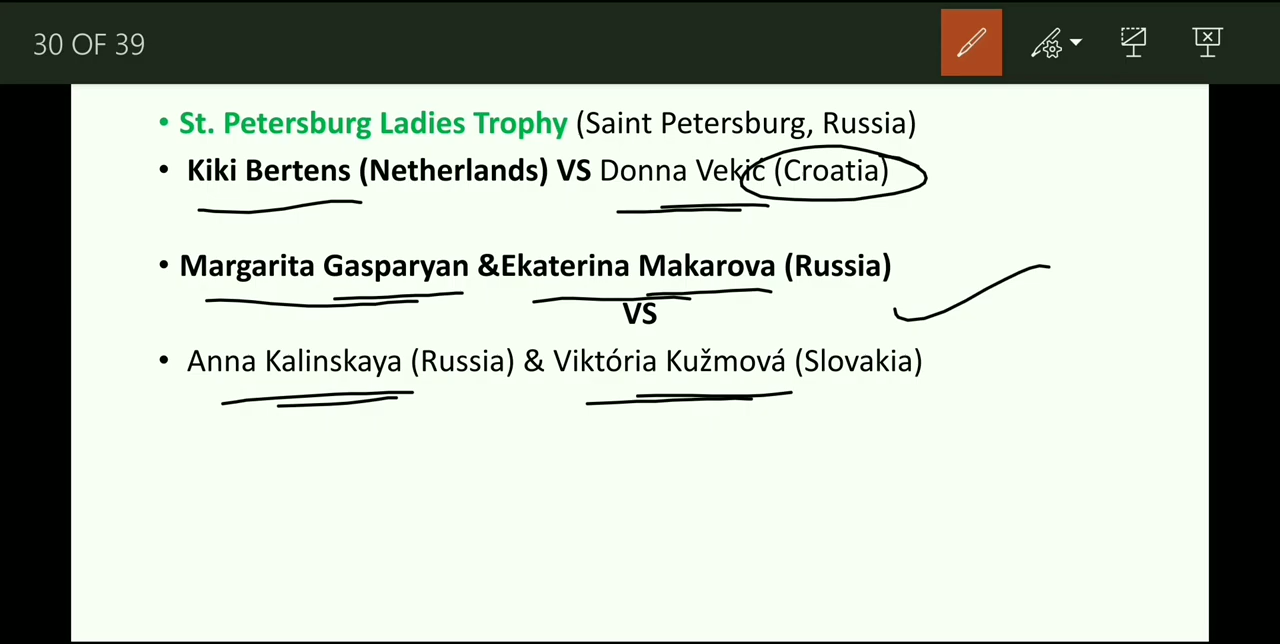 30 OF 39
• St. Petersburg Ladies Trophy (Saint Petersburg, Russia)
• Kiki Bertens (Netherlands) VS Donna Vekić (Croatia)
• Margarita Gasparyan &Ekaterina Makarova (Russia)
VS
• Anna Kalinskaya (Russia) & Viktória Kužmová (Slovakia)